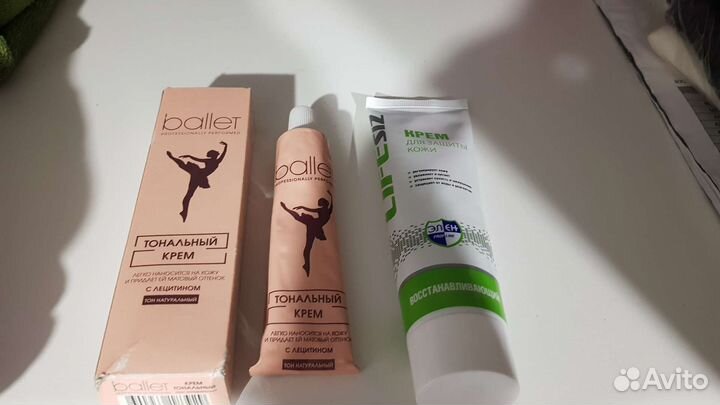 ballet
PROFESSIONALLY PERFORMED
ТОНАЛЬНЫЙ
КРЕМ
ЛЕГКО НАНОСИТСЯ НА КОЖУ
И ПРИДАЕТ ЕЙ МАТОВЫЙ ОТТЕНОК
С ЛЕЦИТИНОМ
ТОН НАТУРАЛЬНЫЙ
ballet
КРЕМ
ТОНАЛЬНЫЙ
ballet
PROFESSIONALLY PERFORMED
ТОНАЛЬНЫЙ
КРЕМ
ЛЕГКО НАНОСИТСЯ НА КОЖУ
И ПРИДАЕТ ЕЙ МАТОВЫЙ ОТТЕНОК
С ЛЕЦИТИНОМ
ТОН НАТУРАЛЬНЫЙ
LIFESIZ
КРЕМ
ДЛЯ ЗАЩИТЫ
КОЖИ
ЭЛЕН
ВОССТАНАВЛИВАЮЩИЙ
Avito